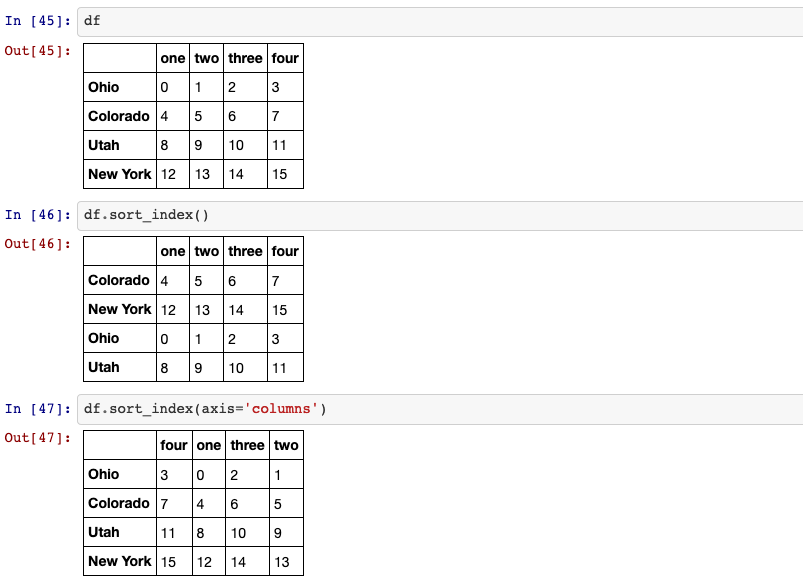 In [45]: df
Out[45]:
one two three four
Ohio 0 1 2 3
Colorado 4 5 6 7
Utah 8 9 10 11
New York 12 13 14 15
In [46]: df.sort_index()
Out[46]:
one two three four
Colorado 4 5 6 7
New York 12 13 14 15
Ohio 0 1 2 3
Utah 8 9 10 11
In [47]: df.sort_index(axis='columns')
Out[47]:
four one three two
Ohio 3 0 2 1
Colorado 7 4 6 5
Utah 11 8 10 9
New York 15 12 14 13